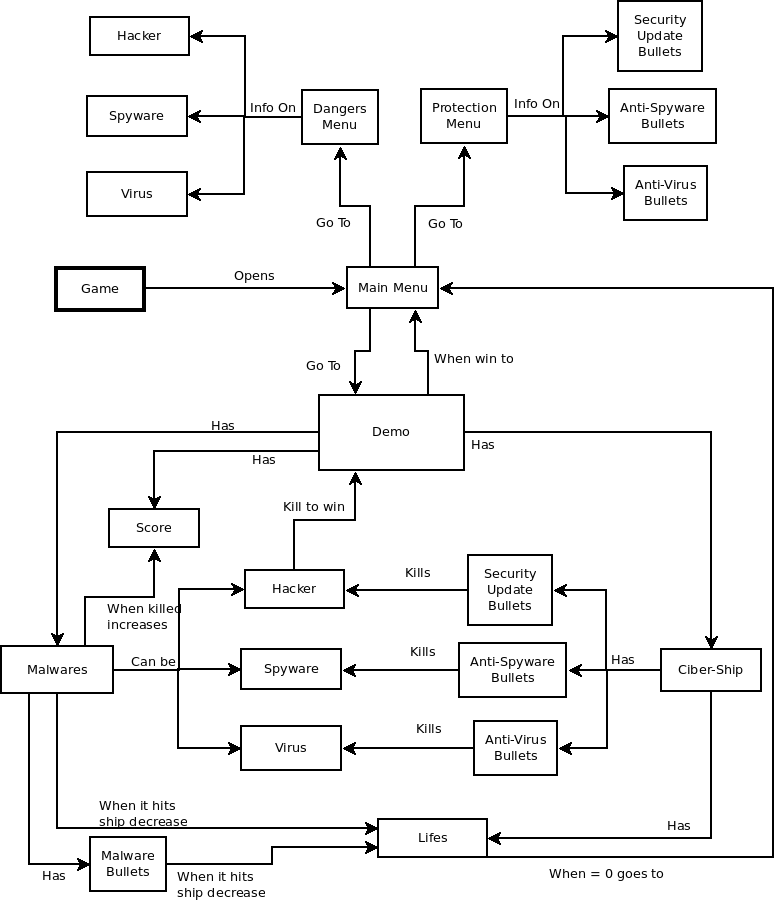 Hacker
Security
Update
Bullets
Spyware
Info On
Dangers
Menu
Protection
Menu
Info On
Anti-Spyware
Bullets
Virus
Anti-Virus
Bullets
Go To
Go To
Game
Opens
Main Menu
Go To
When win to
Has
Demo
Has
Has
Score
Kill to win
When killed
increases
Hacker
Kills
Security
Update
Bullets
Malwares
Can be
Spyware
Kills
Anti-Spyware
Bullets
Has
Ciber-Ship
Virus
Kills
Anti-Virus
Bullets
When it hits
ship decrease
Lifes
Has
Has
Malware
Bullets
When it hits
ship decrease
When = 0 goes to